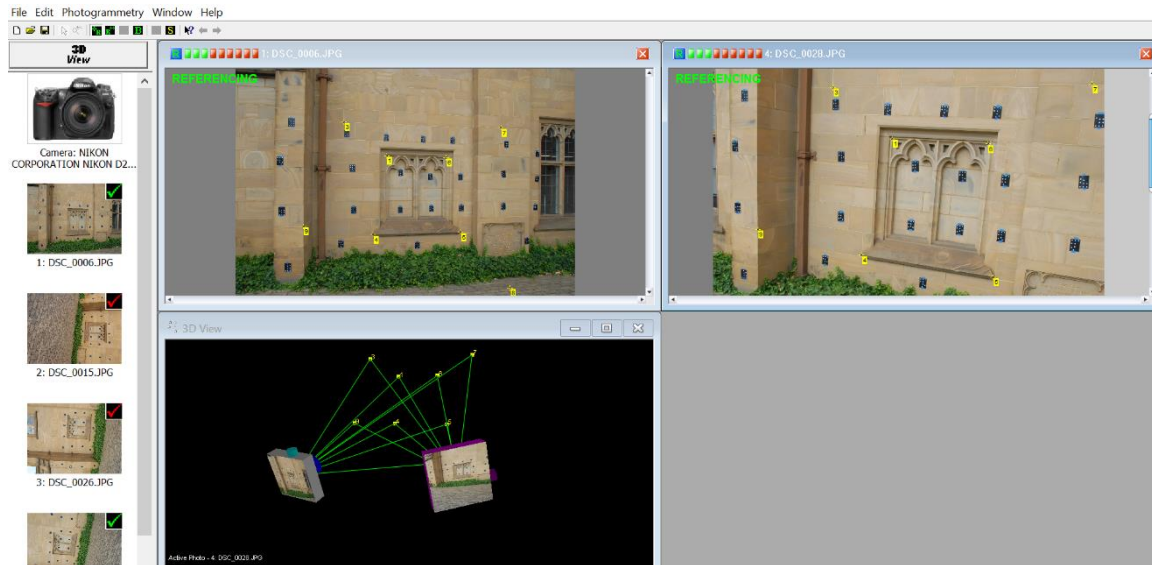 File Edit Photogrammetry Window Help
3D
View
Camera: NIKON
CORPORATION NIKON D2...
1: DSC_0006.JPG
2: DSC_0015.JPG
3: DSC_0026.JPG
R 1: DSC_0006.JPG
REFERENCING
R 4: DSC_0028.JPG
REFERENCING
3D View
Active Photo - 4: DSC_0028.JPG